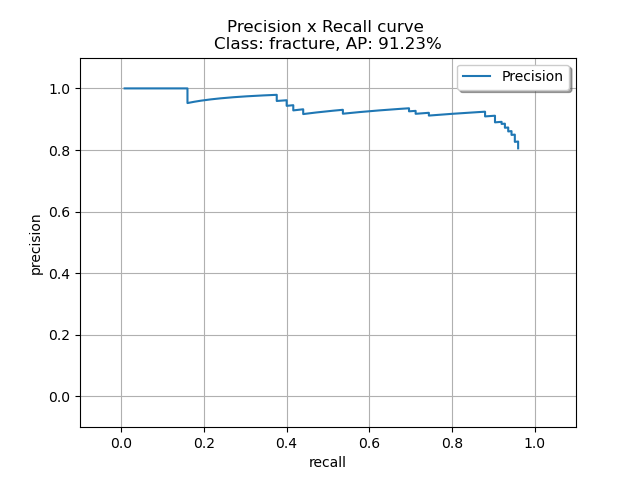 Precision x Recall curve
Class: fracture, AP: 91.23%
Precision
1.0
0.8
0.6
0.4
0.2
0.0
precision
0.0 0.2 0.4 0.6 0.8 1.0
recall